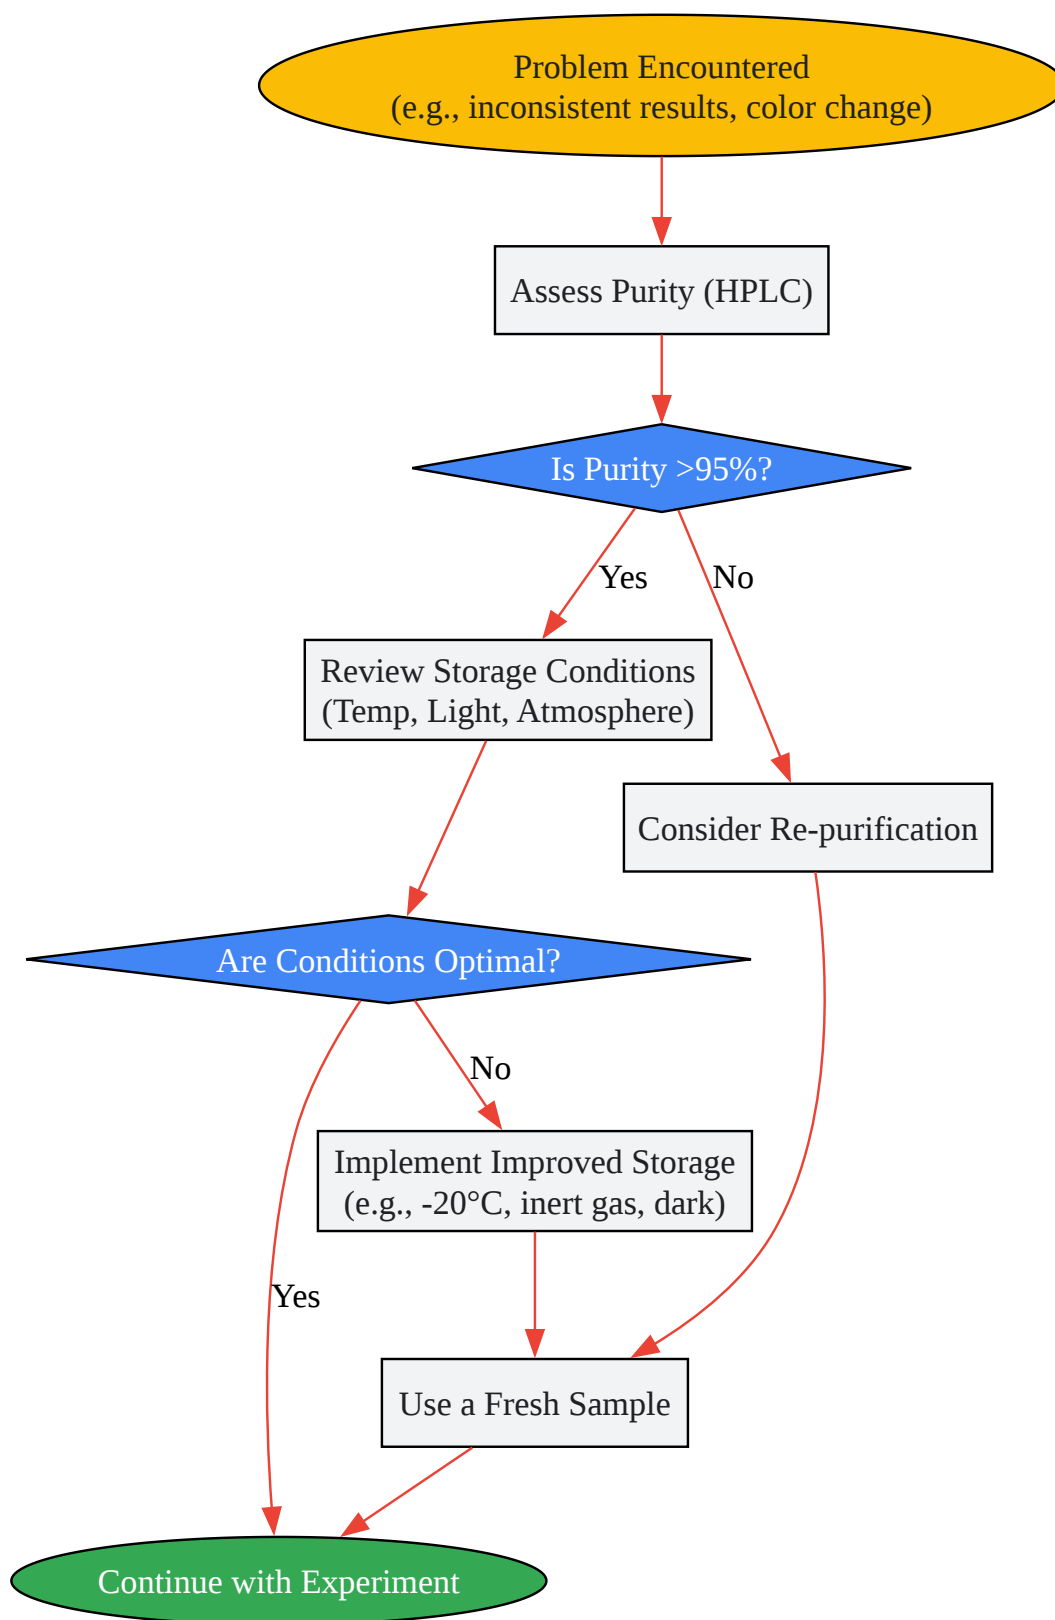 Problem Encountered
(e.g., inconsistent results, color change)
Assess Purity (HPLC)
Is Purity >95%?
Yes
No
Review Storage Conditions
(Temp, Light, Atmosphere)
Consider Re-purification
Are Conditions Optimal?
No
Implement Improved Storage
(e.g., -20°C, inert gas, dark)
Yes
Use a Fresh Sample
Continue with Experiment